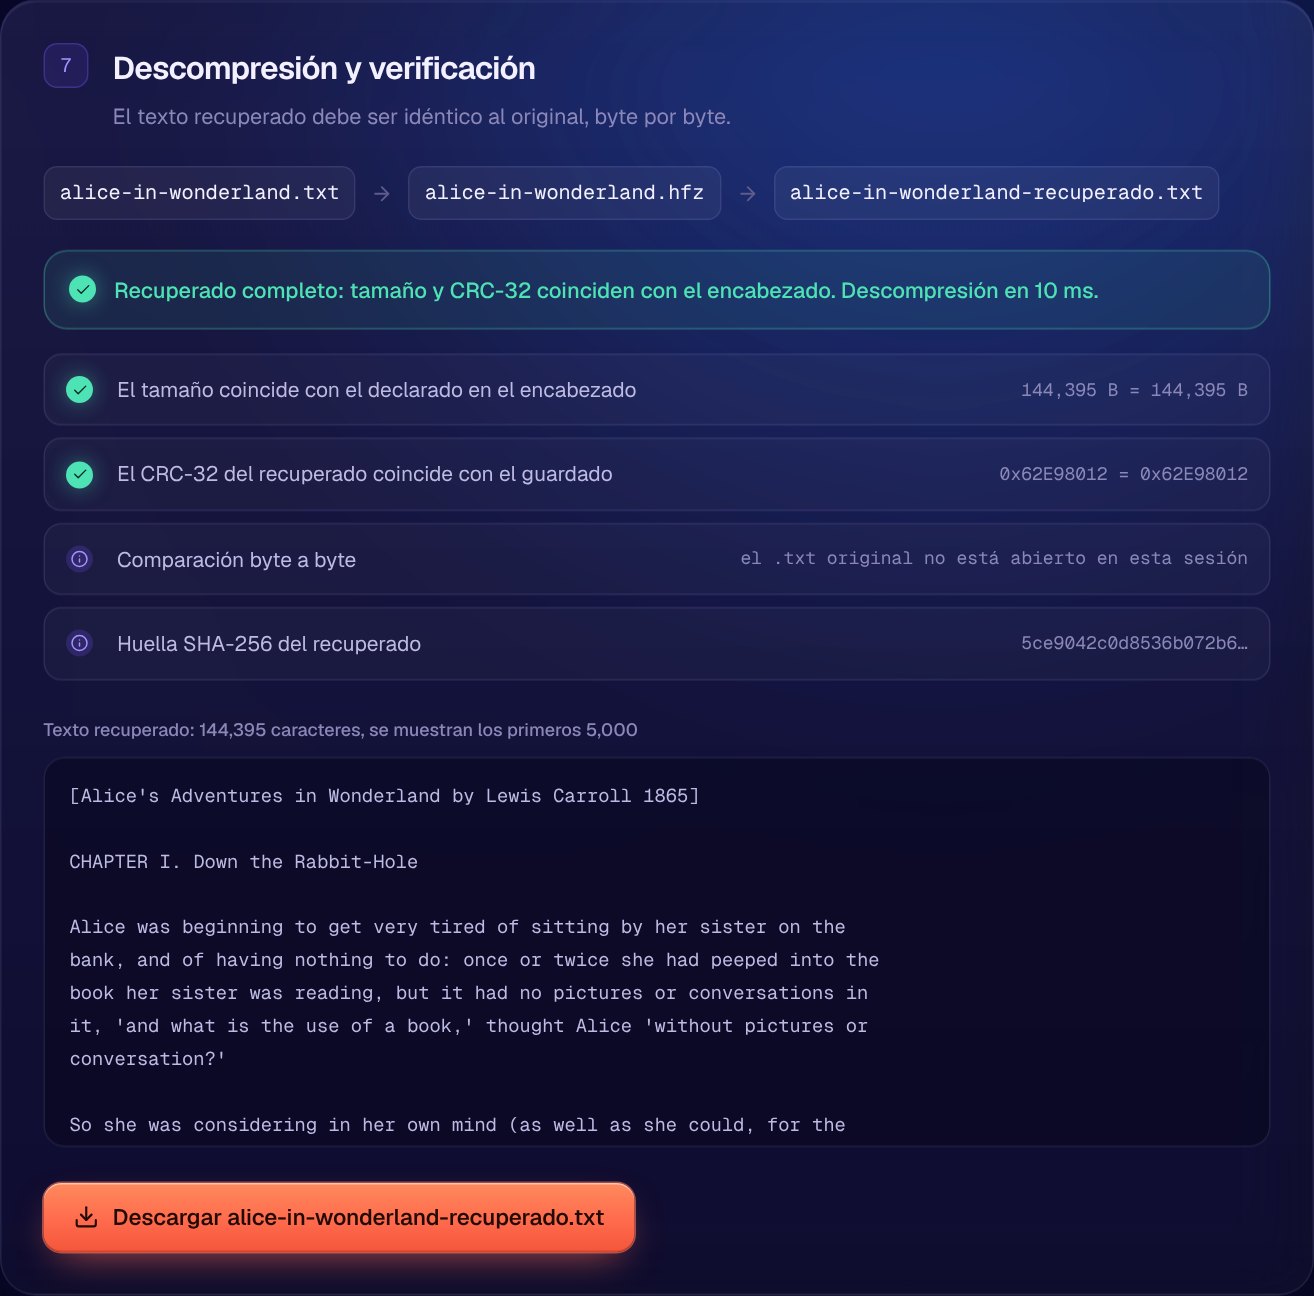 7
Descompresión y verificación
El texto recuperado debe ser idéntico al original, byte por byte.
alice-in-wonderland.txt → alice-in-wonderland.hfz → alice-in-wonderland-recuperado.txt
Recuperado completo: tamaño y CRC-32 coinciden con el encabezado. Descompresión en 10 ms.
El tamaño coincide con el declarado en el encabezado 144,395 B = 144,395 B
El CRC-32 del recuperado coincide con el guardado 0x62E98012 = 0x62E98012
Comparación byte a byte el .txt original no está abierto en esta sesión
Huella SHA-256 del recuperado 5ce9042c0d8536b072b6…
Texto recuperado: 144,395 caracteres, se muestran los primeros 5,000
[Alice's Adventures in Wonderland by Lewis Carroll 1865]
CHAPTER I. Down the Rabbit-Hole
Alice was beginning to get very tired of sitting by her sister on the
bank, and of having nothing to do: once or twice she had peeped into the
book her sister was reading, but it had no pictures or conversations in
it, 'and what is the use of a book,' thought Alice 'without pictures or
conversation?'
So she was considering in her own mind (as well as she could, for the
Descargar alice-in-wonderland-recuperado.txt